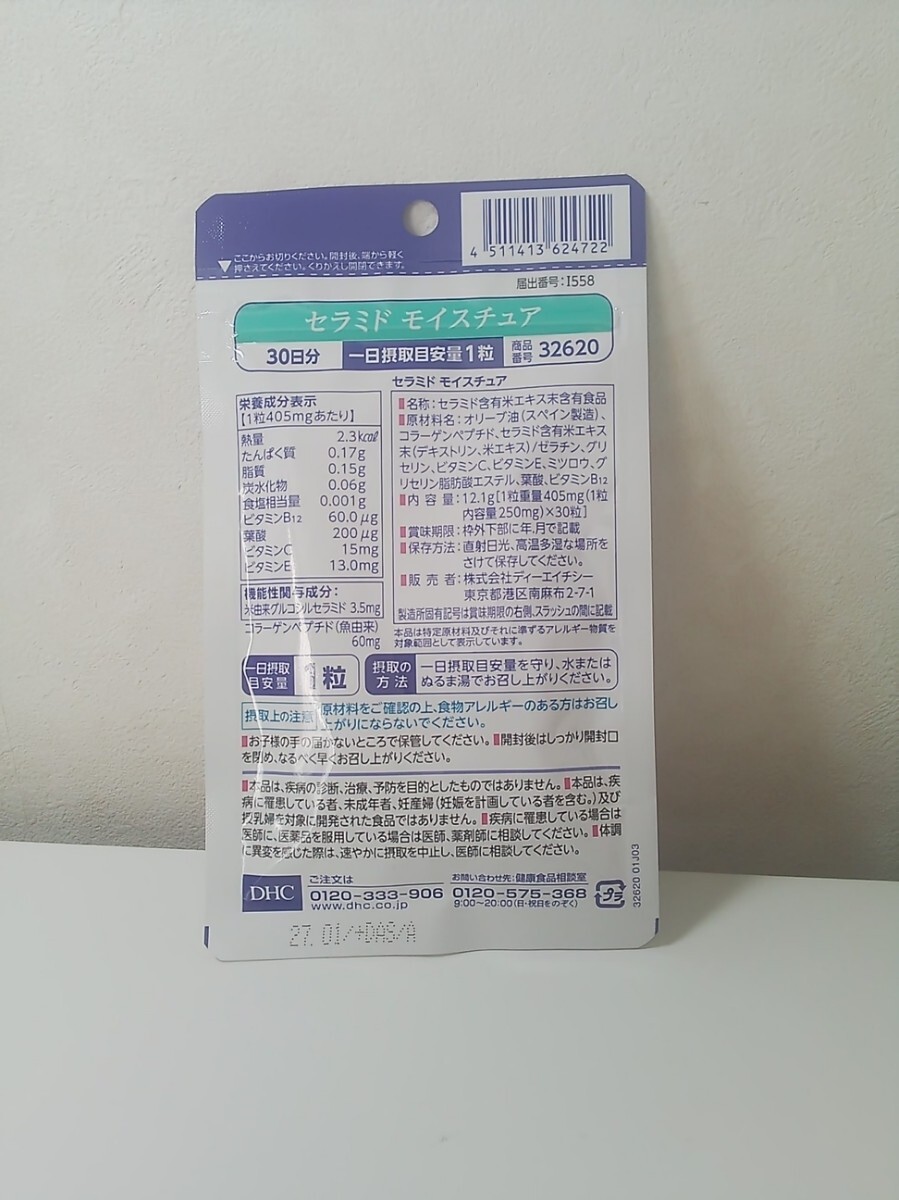 4 511413 624722
ここからお切りください。開封後、端から軽く
押さえてください。くりかえし開閉できます。
届出番号:I558
セラミド モイスチュア
30日分 一日摂取目安量1粒 商品番号 32620
栄養成分表示
【1粒405mgあたり】
熱量 2.3kcal
たんぱく質 0.17g
脂質 0.15g
炭水化物 0.06g
食塩相当量 0.001g
ビタミンB12 60.0μg
葉酸 200μg
ビタミンC 15mg
ビタミンE 13.0mg
機能性関与成分:
米由来グルコシルセラミド 3.5mg
コラーゲンペプチド(魚由来)
60mg
セラミド モイスチュア
名称:セラミド含有米エキス末含有食品
原材料名:オリーブ油(スペイン製造)、
コラーゲンペプチド、セラミド含有米エキス
末(デキストリン、米エキス)/ゼラチン、グリ
セリン、ビタミンC、ビタミンE、ミツロウ、グ
リセリン脂肪酸エステル、葉酸、ビタミンB12
内容量:12.1g[1粒重量405mg(1粒
内容量250mg)×30粒]
賞味期限:枠外下部に年、月で記載
保存方法:直射日光、高温多湿な場所を
さけて保存してください。
販売者:株式会社ディーエイチシー
東京都港区南麻布2-7-1
製造所固有記号は賞味期限の右側、スラッシュの間に記載
本品は特定原材料及びそれに準ずるアレルギー物質を
対象範囲として表示しています。
一日摂取目安量 粒
摂取の方法 一日摂取目安量を守り、水または
ぬるま湯でお召し上がりください。
摂取上の注意 原材料をご確認の上、食物アレルギーのある方はお召し
上がりにならないでください。
お子様の手の届かないところで保管してください。開封後はしっかり開封口
を閉め、なるべく早くお召し上がりください。
本品は、疾病の診断、治療、予防を目的としたものではありません。本品は、疾
病に罹患している者、未成年者、妊産婦(妊娠を計画している者を含む。)及び
授乳婦を対象に開発された食品ではありません。疾病に罹患している場合は
医師に、医薬品を服用している場合は医師、薬剤師に相談してください。体調
に異変を感じた際は、速やかに摂取を中止し、医師に相談してください。
DHC
ご注文は
0120-333-906
www.dhc.co.jp
お問い合わせ先:健康食品相談室
0120-575-368
9:00〜20:00(日・祝日をのぞく)
プラ
32620 01J03
27. 01/+DAS/A